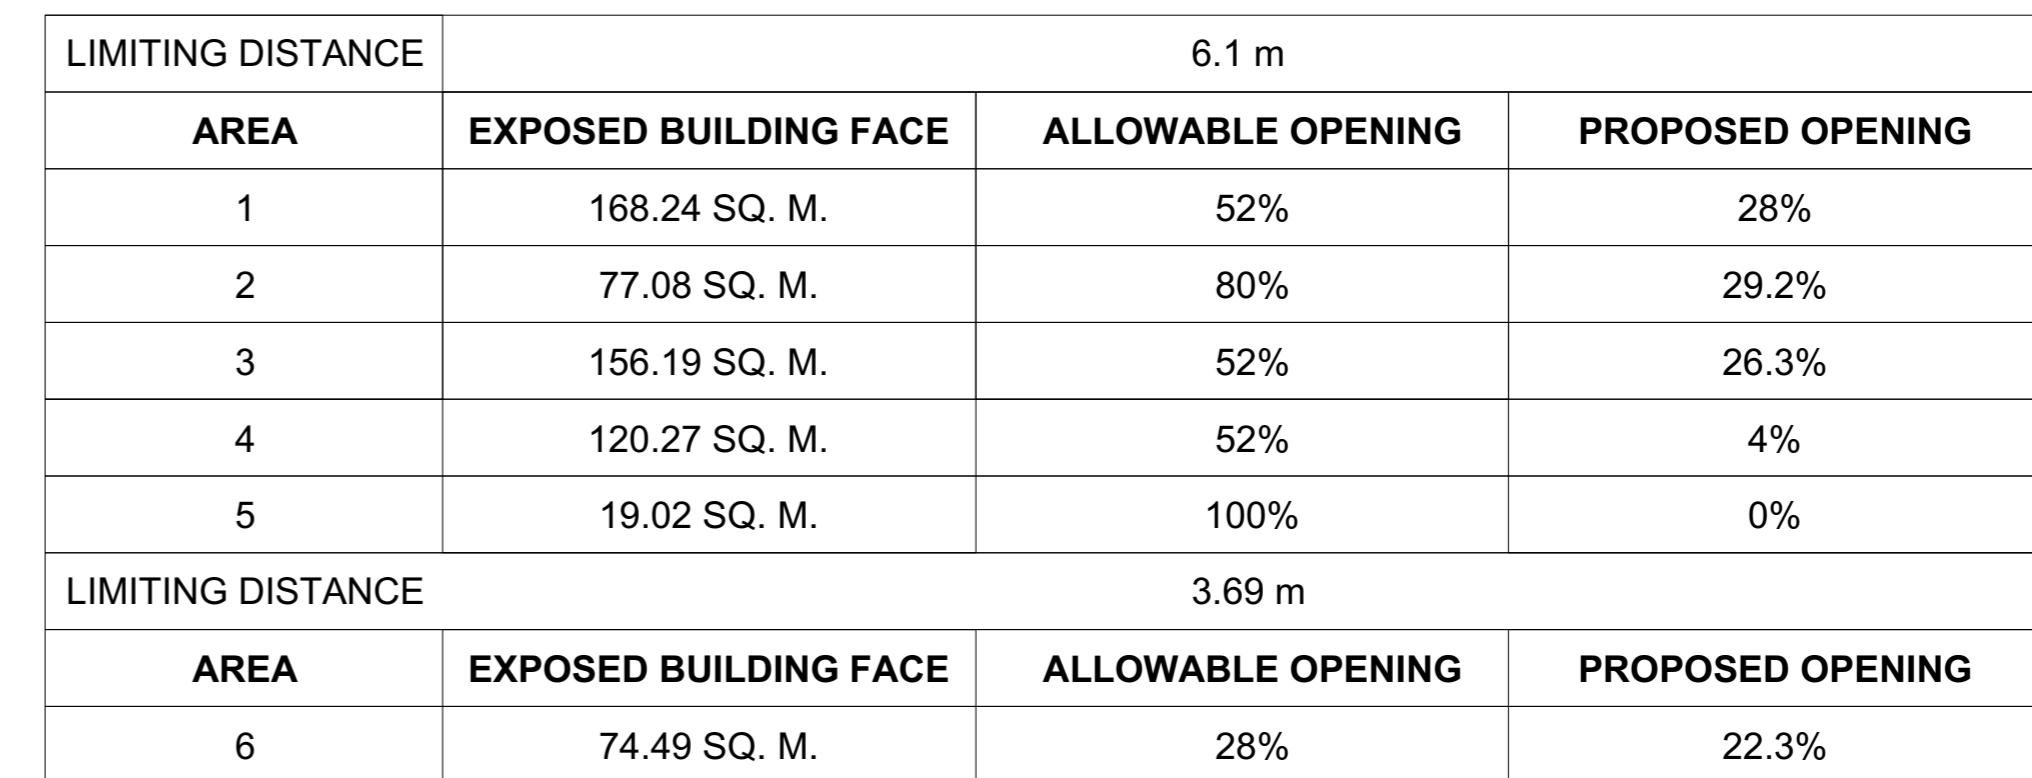 LIMITING DISTANCE 6.1 m
AREA EXPOSED BUILDING FACE ALLOWABLE OPENING PROPOSED OPENING
1 168.24 SQ. M. 52% 28%
2 77.08 SQ. M. 80% 29.2%
3 156.19 SQ. M. 52% 26.3%
4 120.27 SQ. M. 52% 4%
5 19.02 SQ. M. 100% 0%
LIMITING DISTANCE 3.69 m
AREA EXPOSED BUILDING FACE ALLOWABLE OPENING PROPOSED OPENING
6 74.49 SQ. M. 28% 22.3%